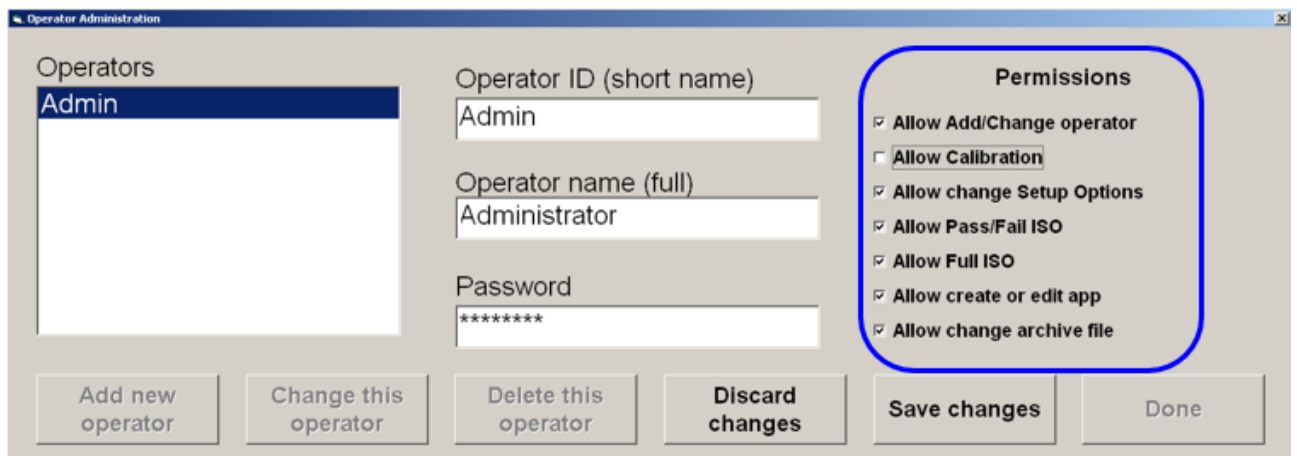 Operator Administration
Operators
Admin
Operator ID (short name)
Admin
Operator name (full)
Administrator
Password
********
Permissions
Allow Add/Change operator
Allow Calibration
Allow change Setup Options
Allow Pass/Fail ISO
Allow Full ISO
Allow create or edit app
Allow change archive file
Add new
operator
Change this
operator
Delete this
operator
Discard
changes
Save changes
Done